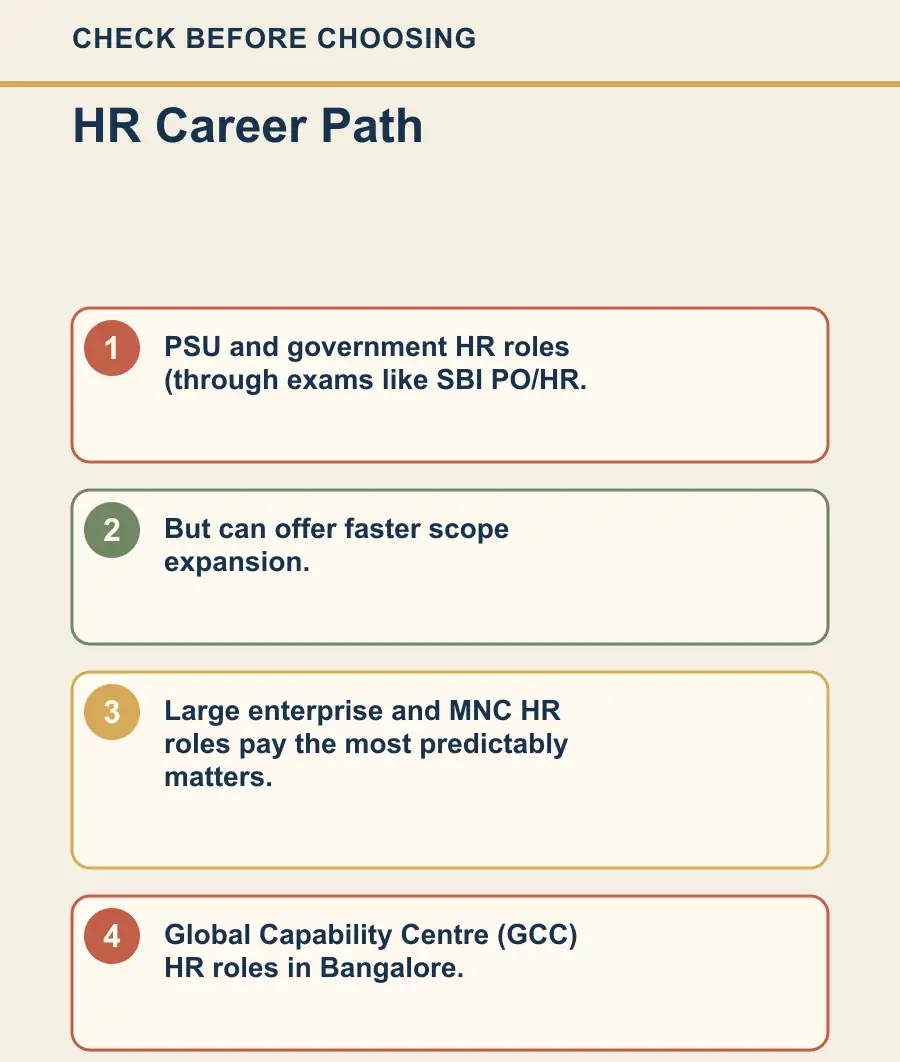 CHECK BEFORE CHOOSING
HR Career Path
1
PSU and government HR roles
(through exams like SBI PO/HR.
2
But can offer faster scope
expansion.
3
Large enterprise and MNC HR
roles pay the most predictably
matters.
4
Global Capability Centre (GCC)
HR roles in Bangalore.